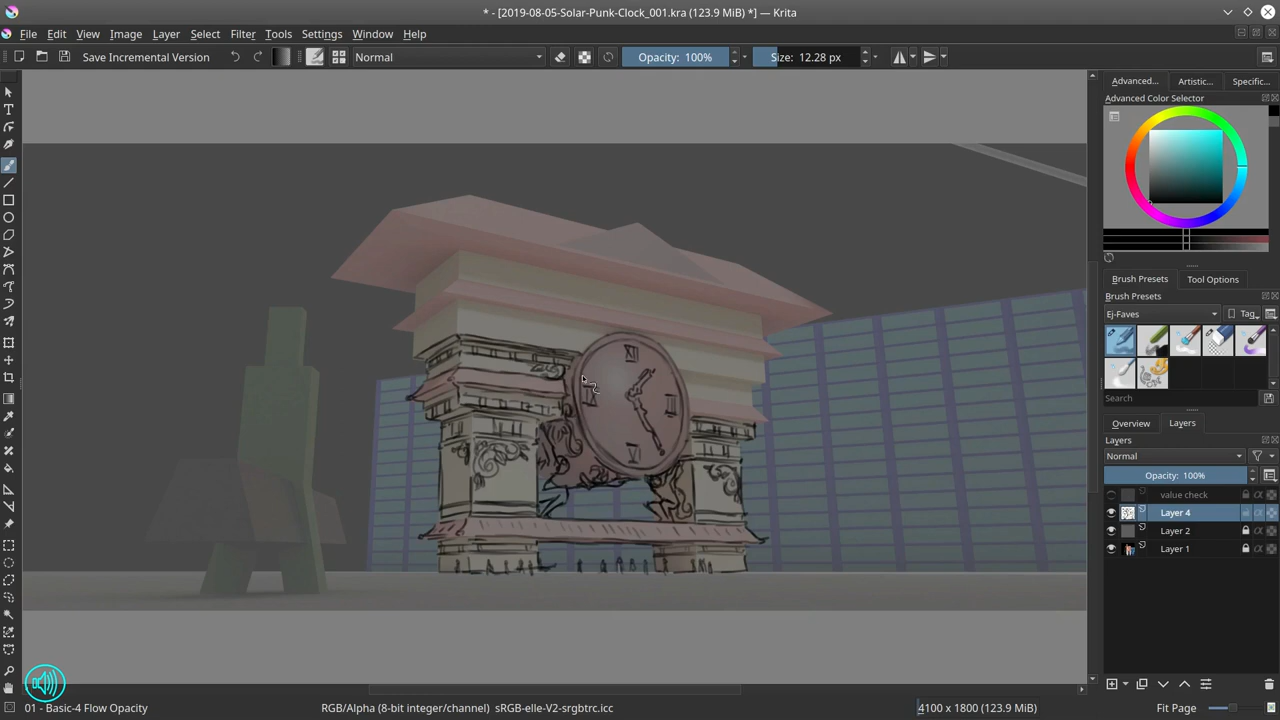 * - [2019-08-05-Solar-Punk-Clock_001.kra (123.9 MiB) *] — Krita
File Edit View Image Layer Select Filter Tools Settings Window Help
Save Incremental Version Normal Opacity: 100% Size: 12.28 px
Advanced... Artistic... Specific...
Advanced Color Selector
XII
VI
Brush Presets Tool Options
Brush Presets
Ej-Faves Tag
Search
Overview Layers
Layers
Normal
Opacity: 100%
value check
Layer 4
Layer 2
Layer 1
01 - Basic-4 Flow Opacity RGB/Alpha (8-bit integer/channel) sRGB-elle-V2-srgbtrc.icc 4100 x 1800 (123.9 MiB) Fit Page